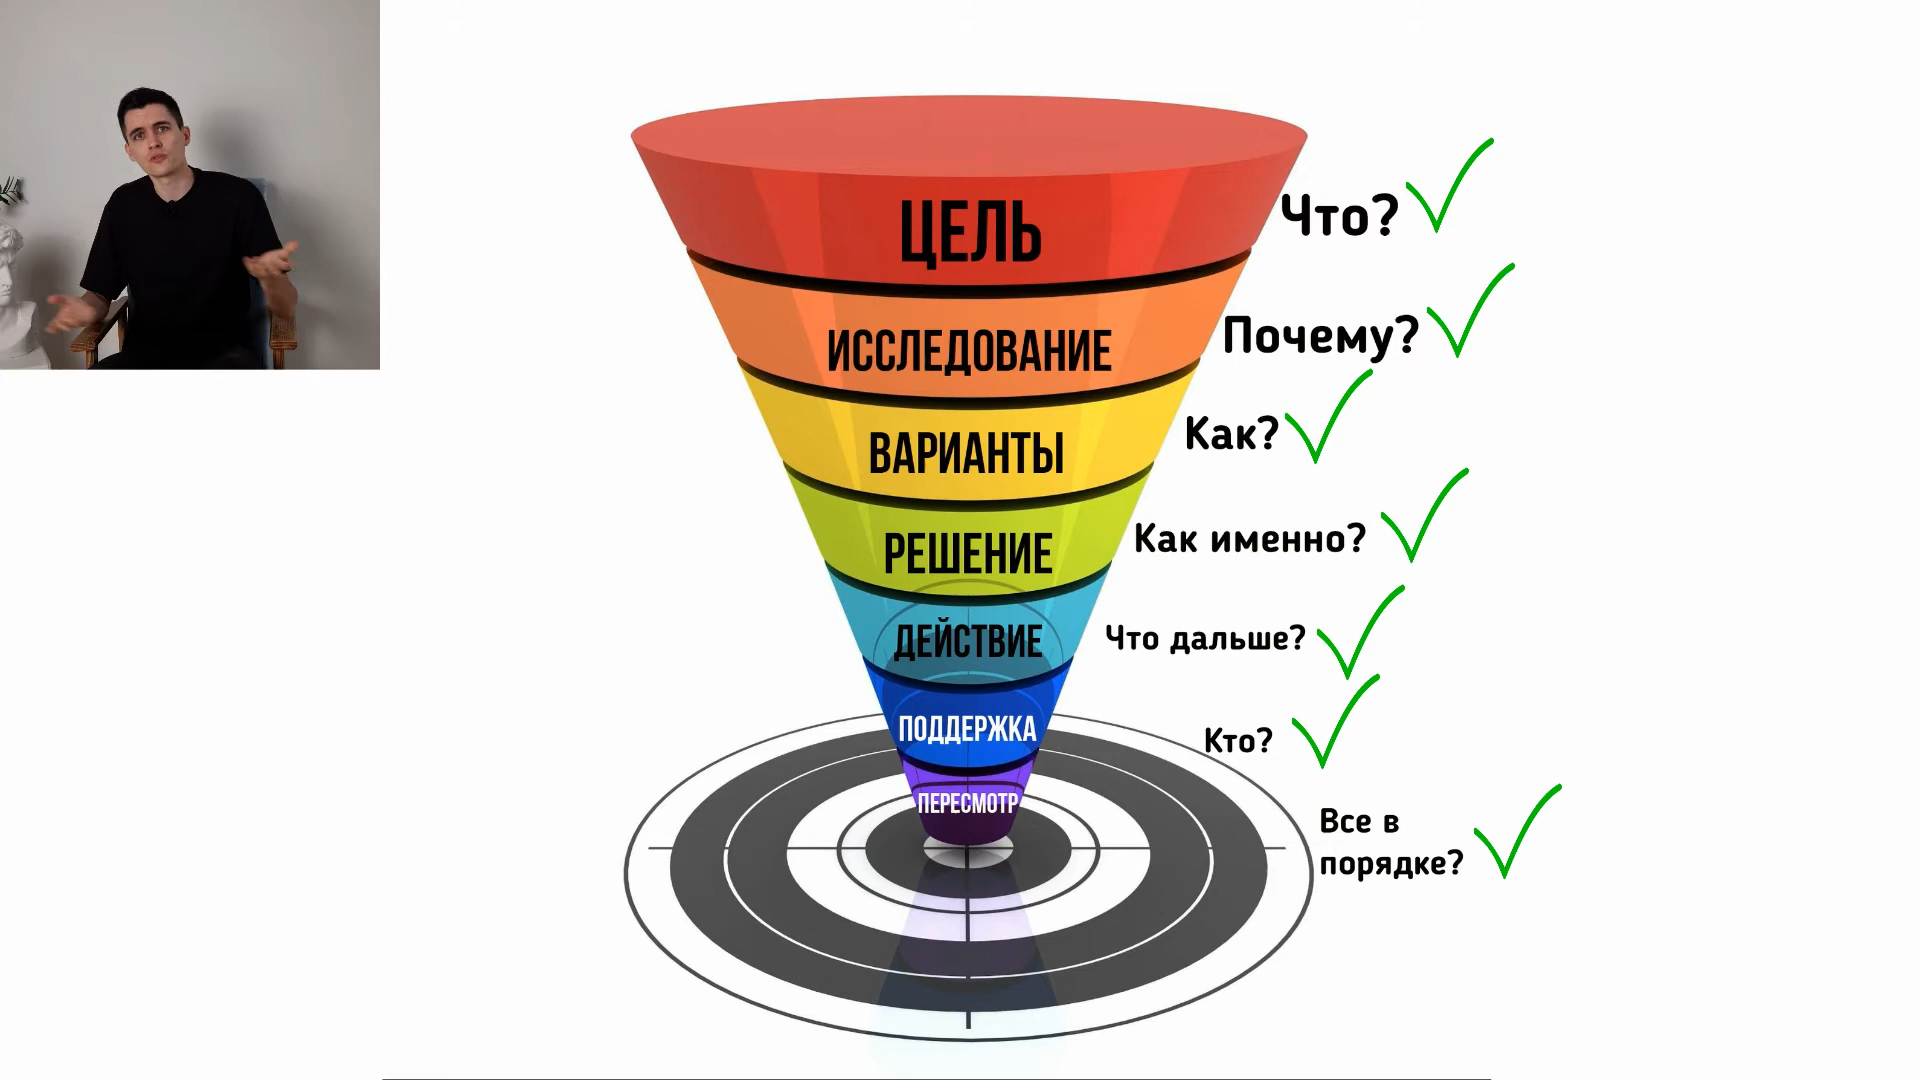 ЦЕЛЬ
Что?
ИССЛЕДОВАНИЕ
Почему?
ВАРИАНТЫ
Как?
РЕШЕНИЕ
Как именно?
ДЕЙСТВИЕ
Что дальше?
ПОДДЕРЖКА
Кто?
ПЕРЕСМОТР
Все в
порядке?